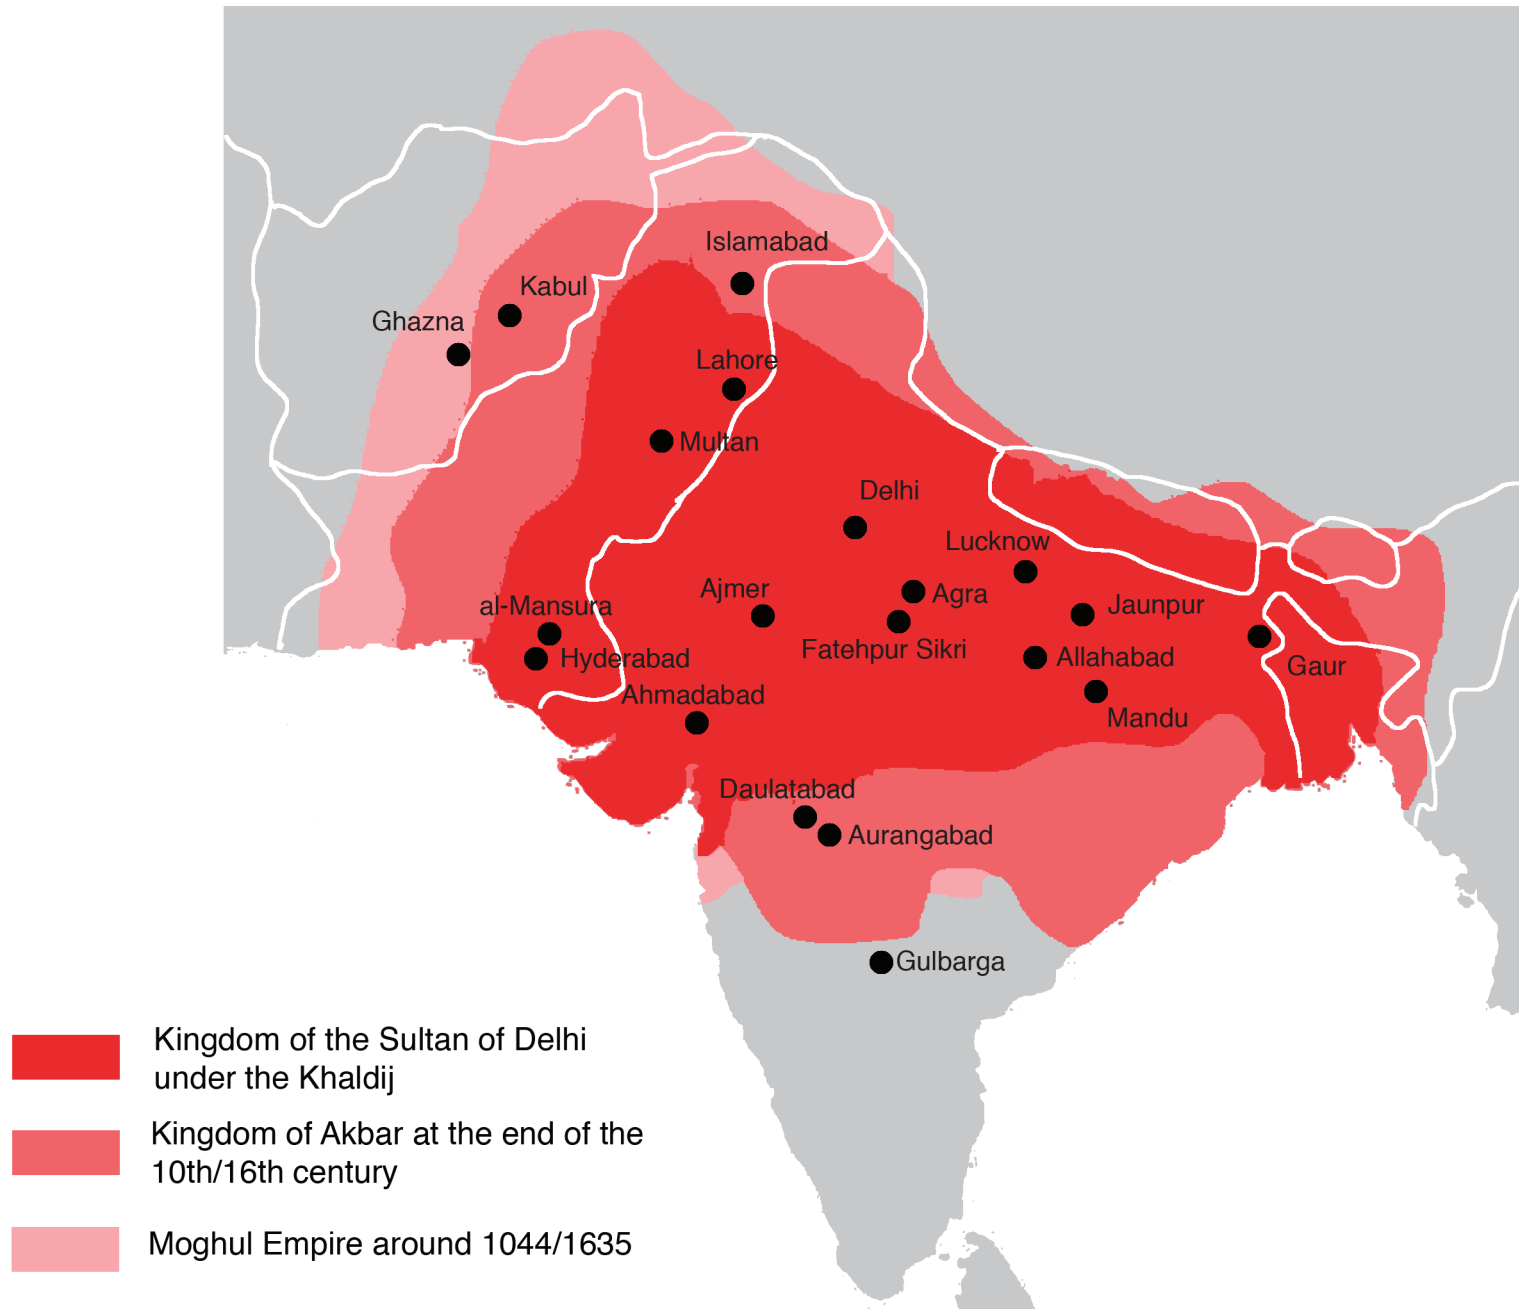 Islamabad
Kabul
Ghazna
Lahore
Multan
Delhi
Lucknow
Ajmer
Agra
al-Mansura
Jaunpur
Fatehpur Sikri
Hyderabad
Allahabad
Gaur
Ahmadabad
Mandu
Daulatabad
Aurangabad
Gulbarga
Kingdom of the Sultan of Delhi
under the Khaldij
Kingdom of Akbar at the end of the
10th/16th century
Moghul Empire around 1044/1635